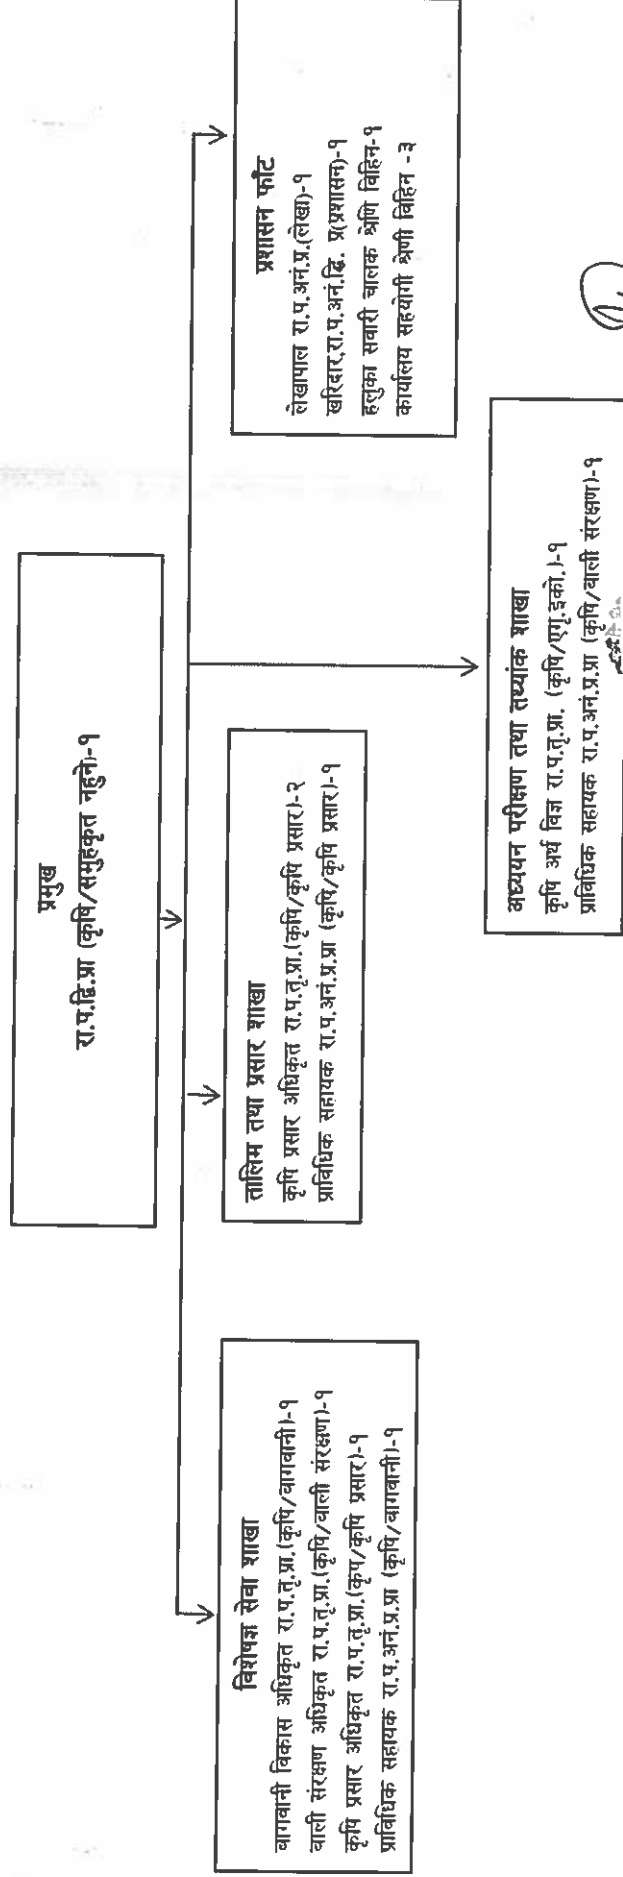 प्रमुख
रा.प.द्वि.प्रा (कृषि/समुहकृत नहुने)-१
विशेषज्ञ सेवा शाखा
बागवानी विकास अधिकृत रा.प.तृ.प्रा.(कृषि/बागवानी)-१
बाली संरक्षण अधिकृत रा.प.तृ.प्रा.(कृषि/बाली संरक्षण)-१
कृषि प्रसार अधिकृत रा.प.तृ.प्रा.(कृप/कृषि प्रसार)-१
प्राविधिक सहायक रा.प.अनं.प्र.प्रा (कृषि/बागवानी)-१
तालिम तथा प्रसार शाखा
कृषि प्रसार अधिकृत रा.प.तृ.प्रा.(कृषि/कृषि प्रसार)-२
प्राविधिक सहायक रा.प.अनं.प्र.प्रा (कृषि/कृषि प्रसार)-१
प्रशासन फाँट
लेखापाल रा.प.अनं.प्र.(लेखा)-१
खरिदार,रा.प.अनं.द्वि. प्र(प्रशासन)-१
हलुका सवारी चालक श्रेणि विहिन-१
कार्यालय सहयोगी श्रेणी विहिन -३
अध्ययन परीक्षण तथा तथ्यांक शाखा
कृषि अर्थ विज्ञ रा.प.तृ.प्रा. (कृषि/एगृ.इको.)-१
प्राविधिक सहायक रा.प.अनं.प्र.प्रा (कृषि/बाली संरक्षण)-१